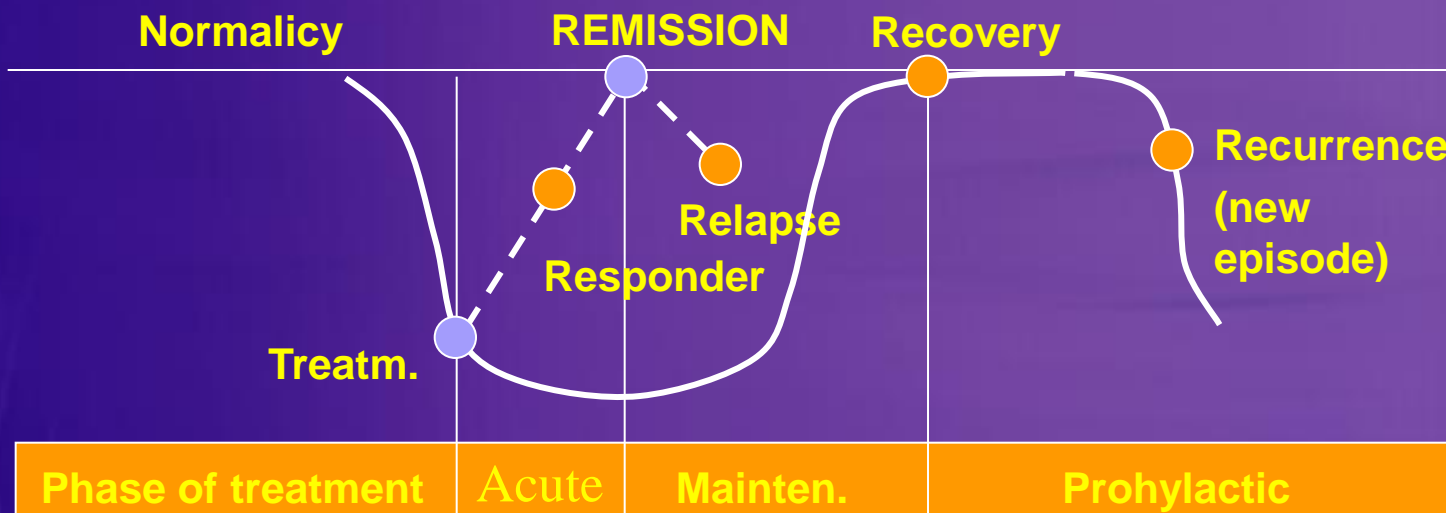 Normalicy
REMISSION
Recovery
Recurrence
(new
episode)
Relapse
Responder
Treatm.
Phase of treatment
Acute
Mainten.
Prohylactic